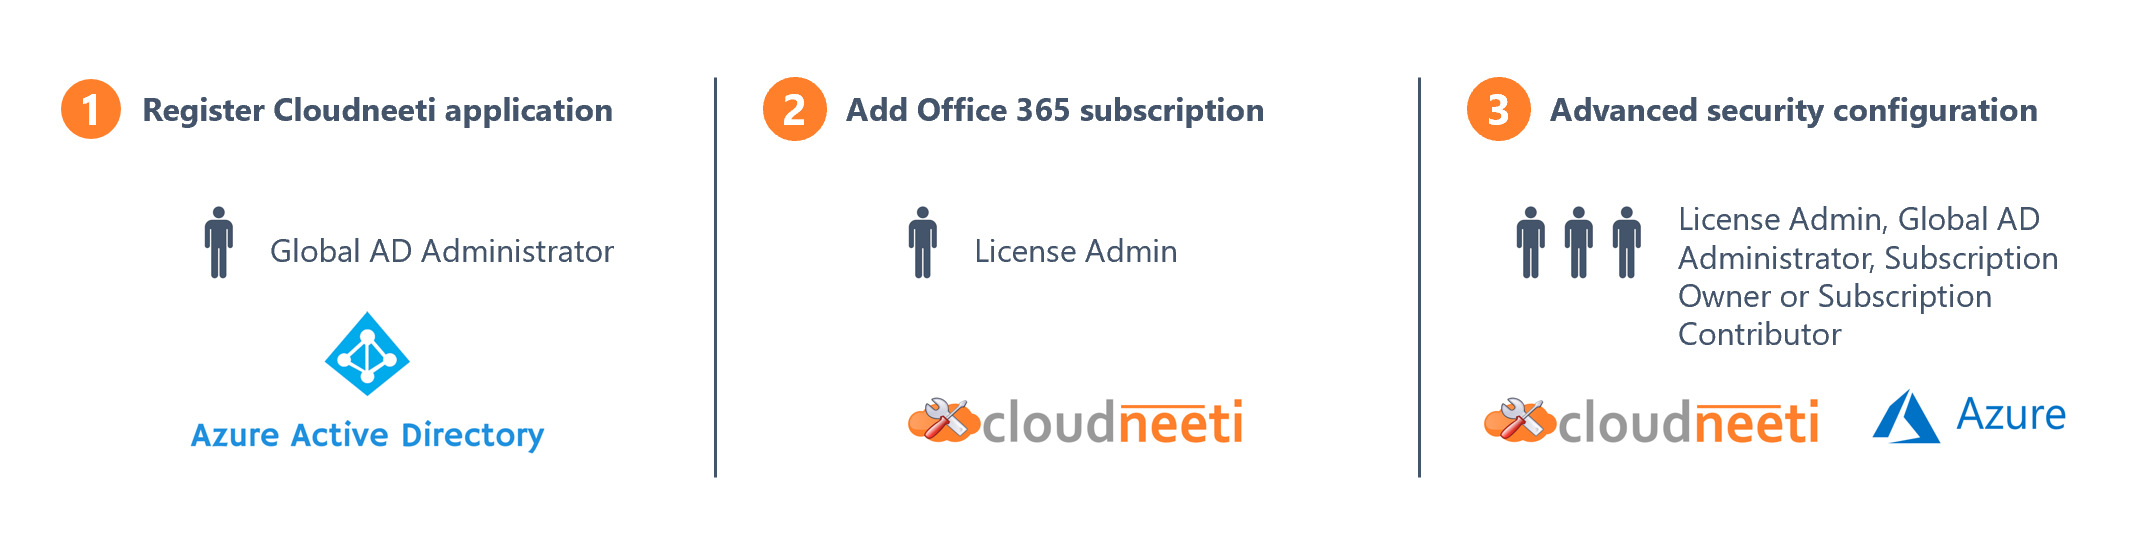 1 Register Cloudneeti application
Global AD Administrator
Azure Active Directory
2 Add Office 365 subscription
License Admin
cloudneeti
3 Advanced security configuration
License Admin, Global AD
Administrator, Subscription
Owner or Subscription
Contributor
cloudneeti
Azure